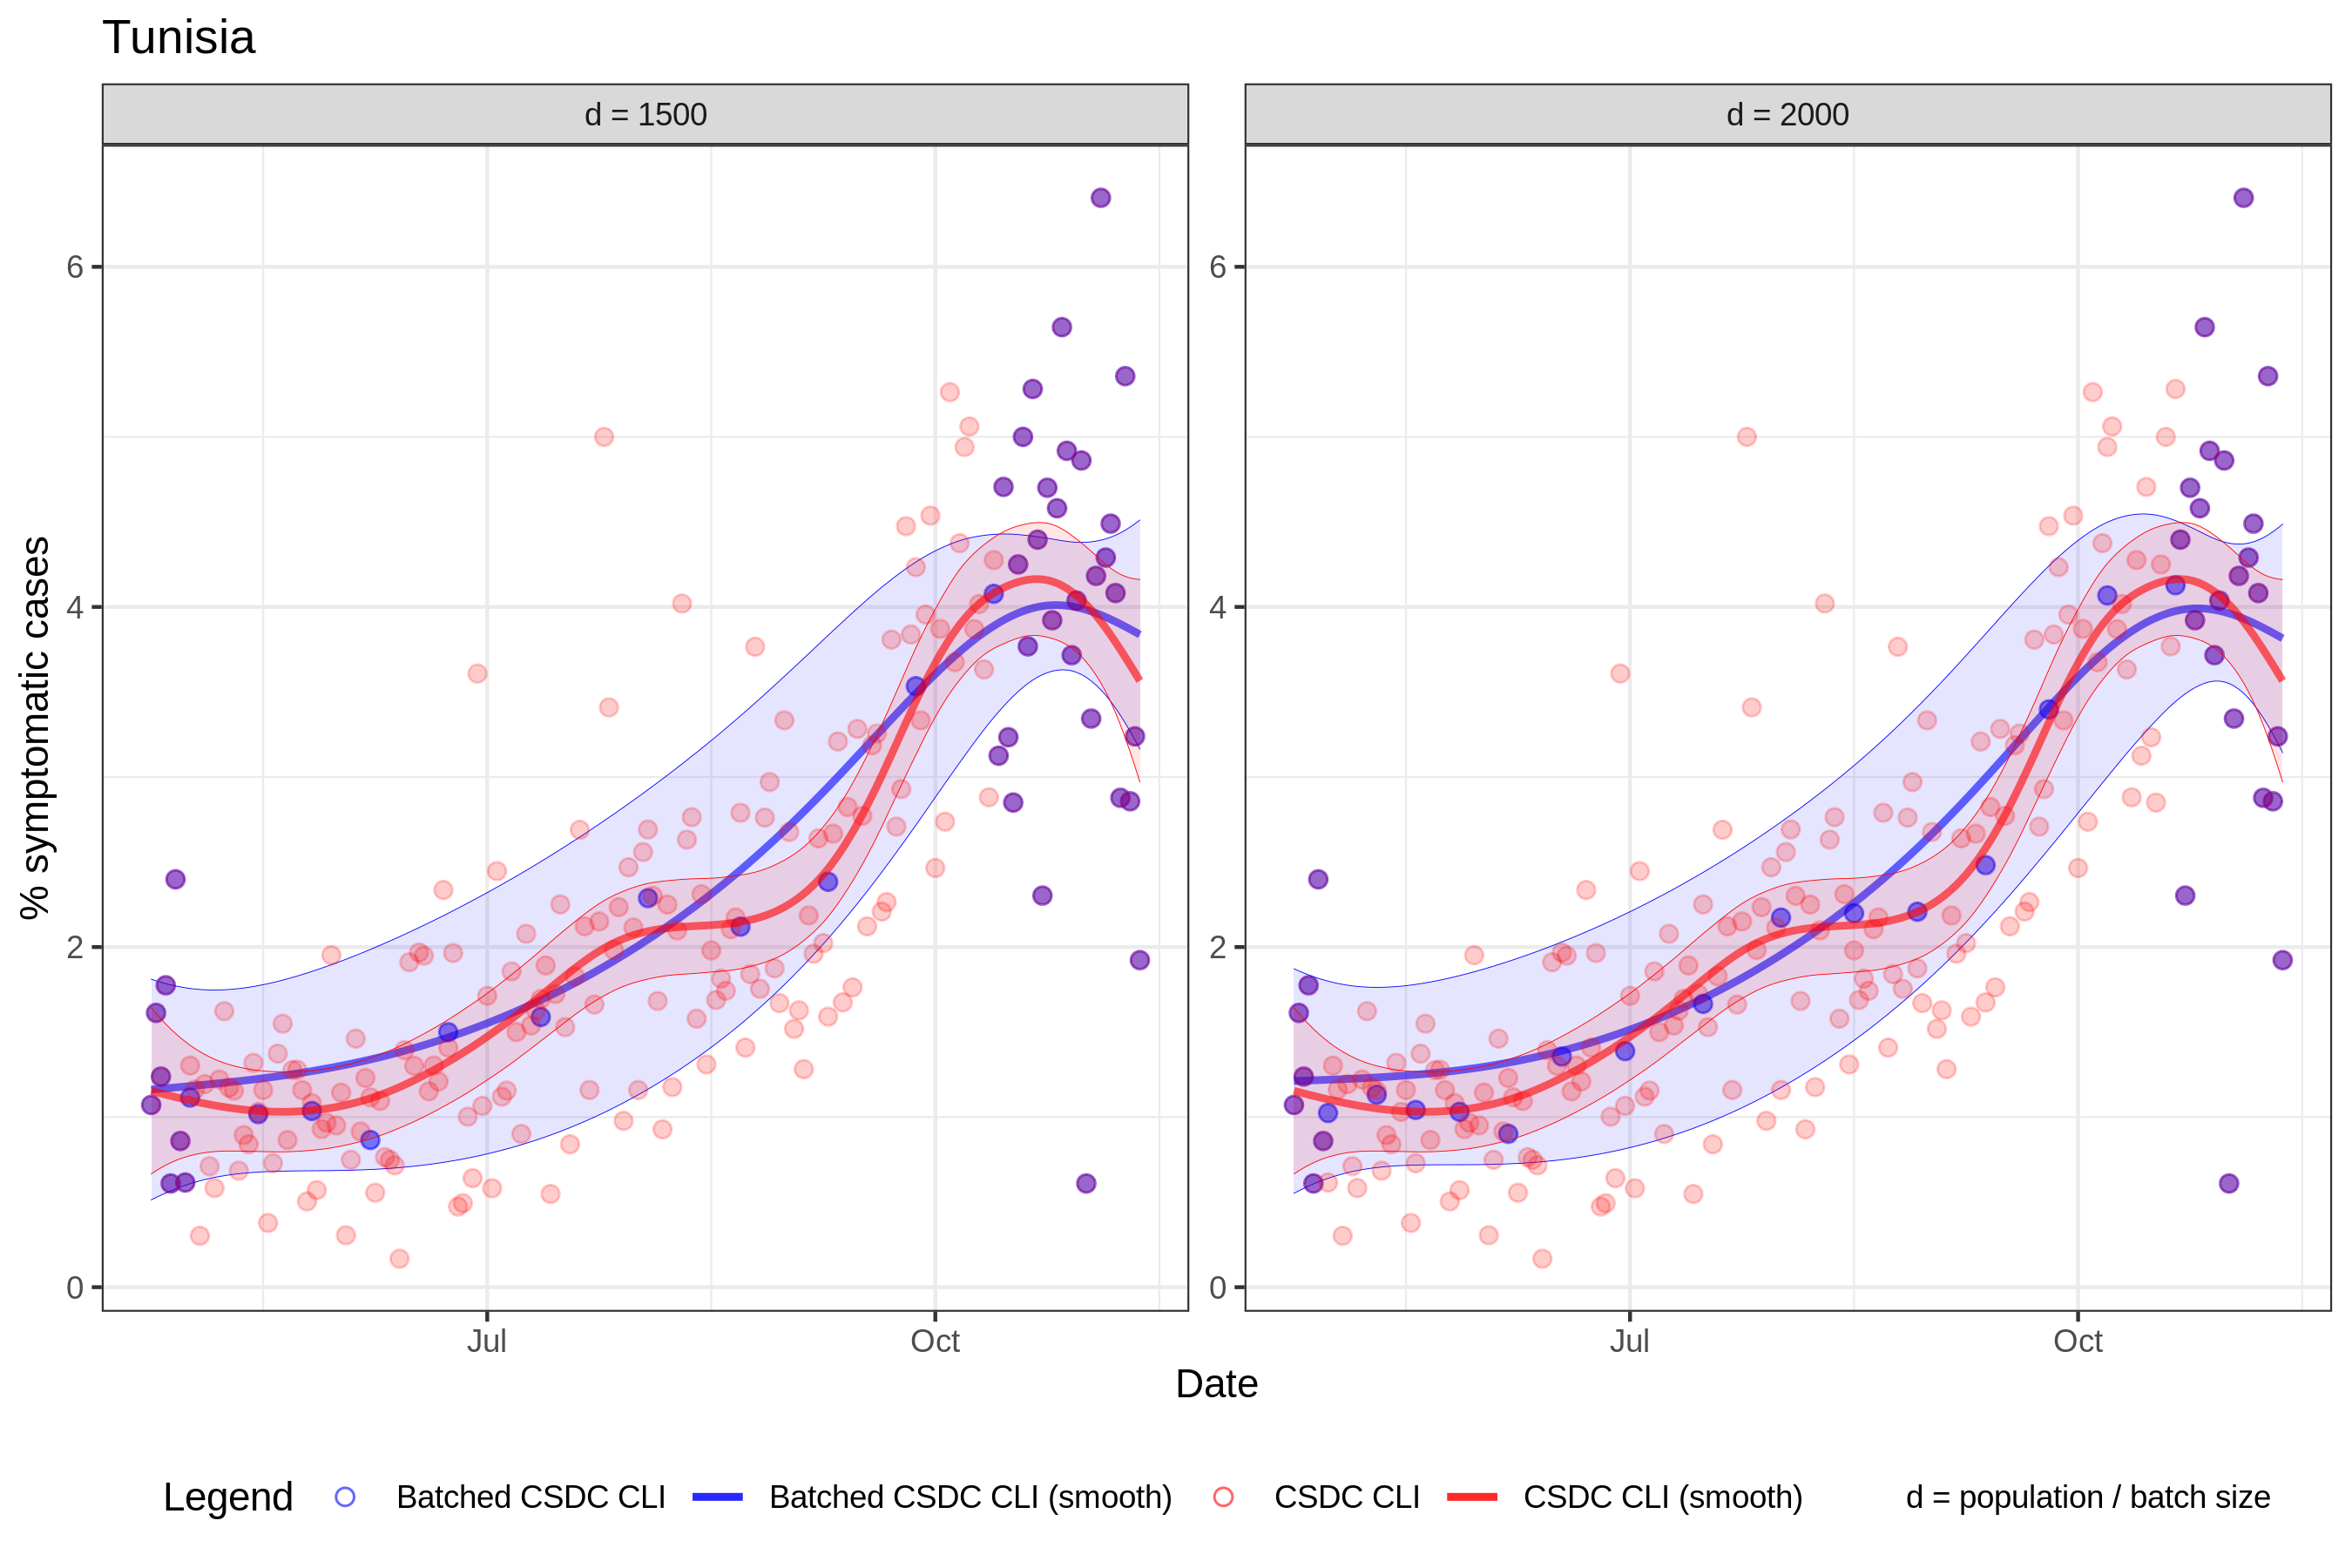 Tunisia
d = 1500
d = 2000
% symptomatic cases
6
4
2
0
6
4
2
0
Jul
Oct
Jul
Oct
Date
Legend
Batched CSDC CLI
Batched CSDC CLI (smooth)
CSDC CLI
CSDC CLI (smooth)
d = population / batch size